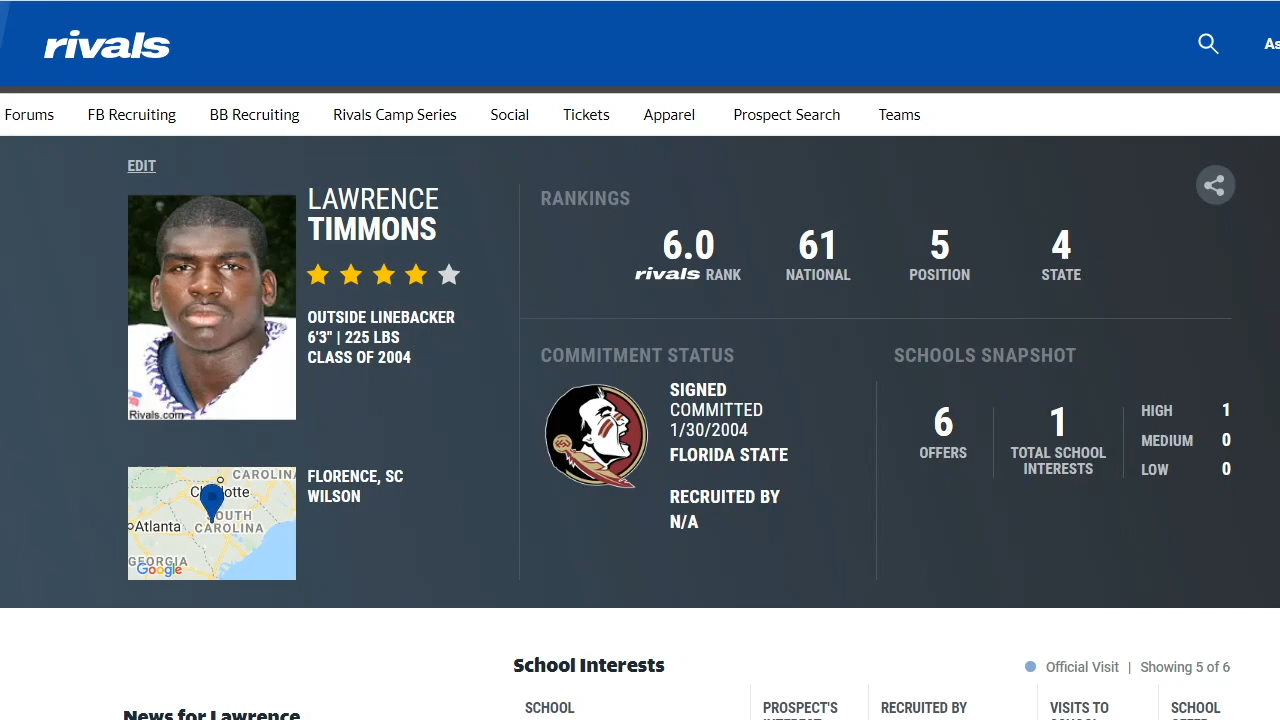 rivals
As
Forums FB Recruiting BB Recruiting Rivals Camp Series Social Tickets Apparel Prospect Search Teams
EDIT
LAWRENCE
TIMMONS
OUTSIDE LINEBACKER
6'3" | 225 LBS
CLASS OF 2004
Rivals.com
FLORENCE, SC
WILSON
CAROLIN
Ch lotte
Atlanta
OUTH
CAROLINA
GEORGIA
Google
RANKINGS
6.0 61 5 4
rivals RANK NATIONAL POSITION STATE
COMMITMENT STATUS
SIGNED
COMMITTED
1/30/2004
FLORIDA STATE
RECRUITED BY
N/A
SCHOOLS SNAPSHOT
6
OFFERS
1
TOTAL SCHOOL
INTERESTS
HIGH 1
MEDIUM 0
LOW 0
School Interests
Official Visit | Showing 5 of 6
SCHOOL PROSPECT'S RECRUITED BY VISITS TO SCHOOL
News for Lawrence